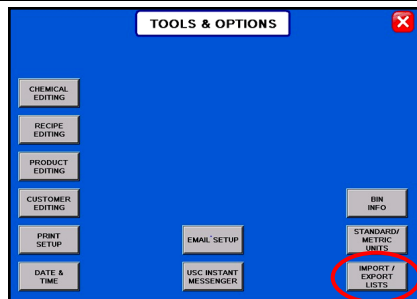 TOOLS & OPTIONS
CHEMICAL
EDITING
RECIPE
EDITING
PRODUCT
EDITING
CUSTOMER
EDITING
BIN
INFO
PRINT
SETUP
EMAIL SETUP
STANDARD/
METRIC
UNITS
DATE &
TIME
USC INSTANT
MESSENGER
IMPORT /
EXPORT
LISTS